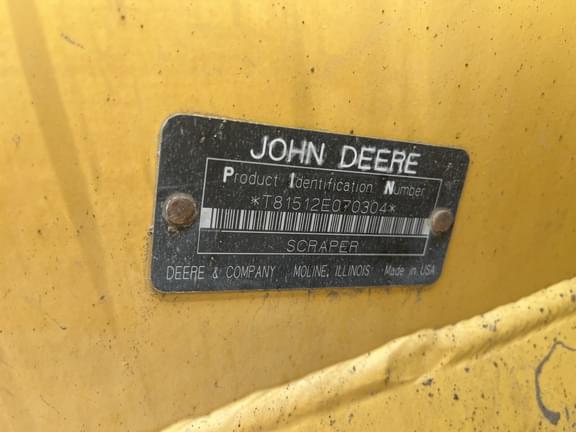 JOHN DEERE
Product Identification Number
*T81512E070304*
SCRAPER
DEERE & COMPANY MOLINE, ILLINOIS Made in USA